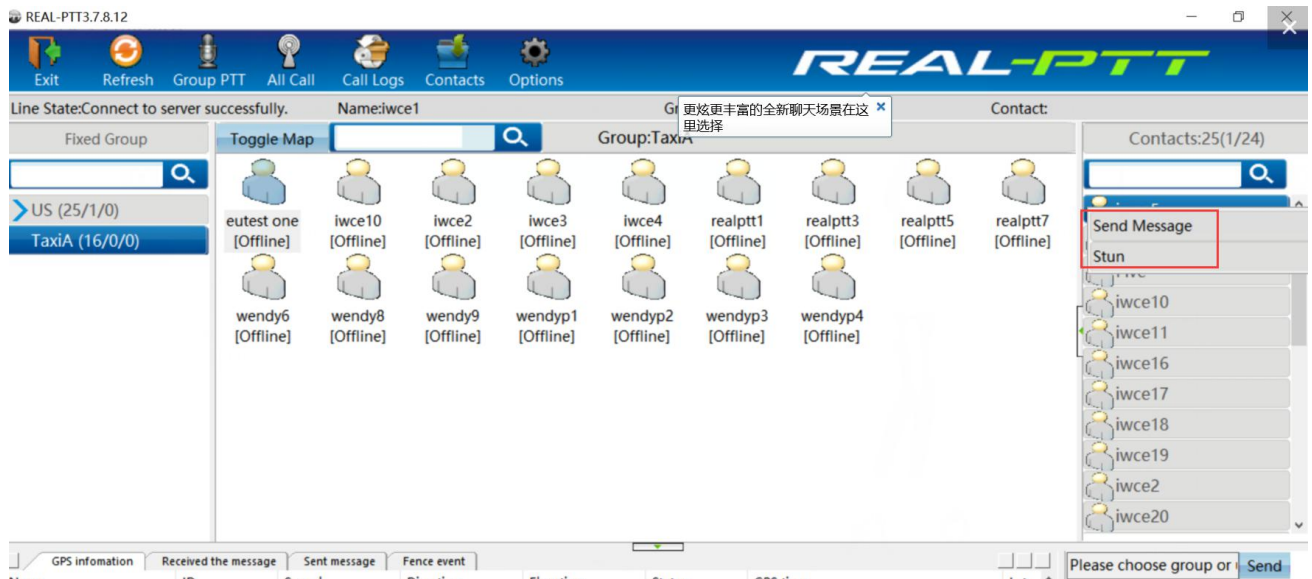 REAL-PTT3.7.8.12
Exit Refresh Group PTT All Call Call Logs Contacts Options
REAL-PTT
Line State:Connect to server successfully. Name:iwce1 Contact:
更炫更丰富的全新聊天场景在这
里选择
Fixed Group
Toggle Map
Group:TaxiA
Contacts:25(1/24)
US (25/1/0)
TaxiA (16/0/0)
eutest one iwce10 iwce2 iwce3 iwce4 realptt1 realptt3 realptt5 realptt7
[Offline] [Offline] [Offline] [Offline] [Offline] [Offline] [Offline] [Offline] [Offline]
wendy6 wendy8 wendy9 wendyp1 wendyp2 wendyp3 wendyp4
[Offline] [Offline] [Offline] [Offline] [Offline] [Offline] [Offline]
Send Message
Stun
iwce10
iwce11
iwce16
iwce17
iwce18
iwce19
iwce2
iwce20
GPS infomation Received the message Sent message Fence event
Please choose group or
Send